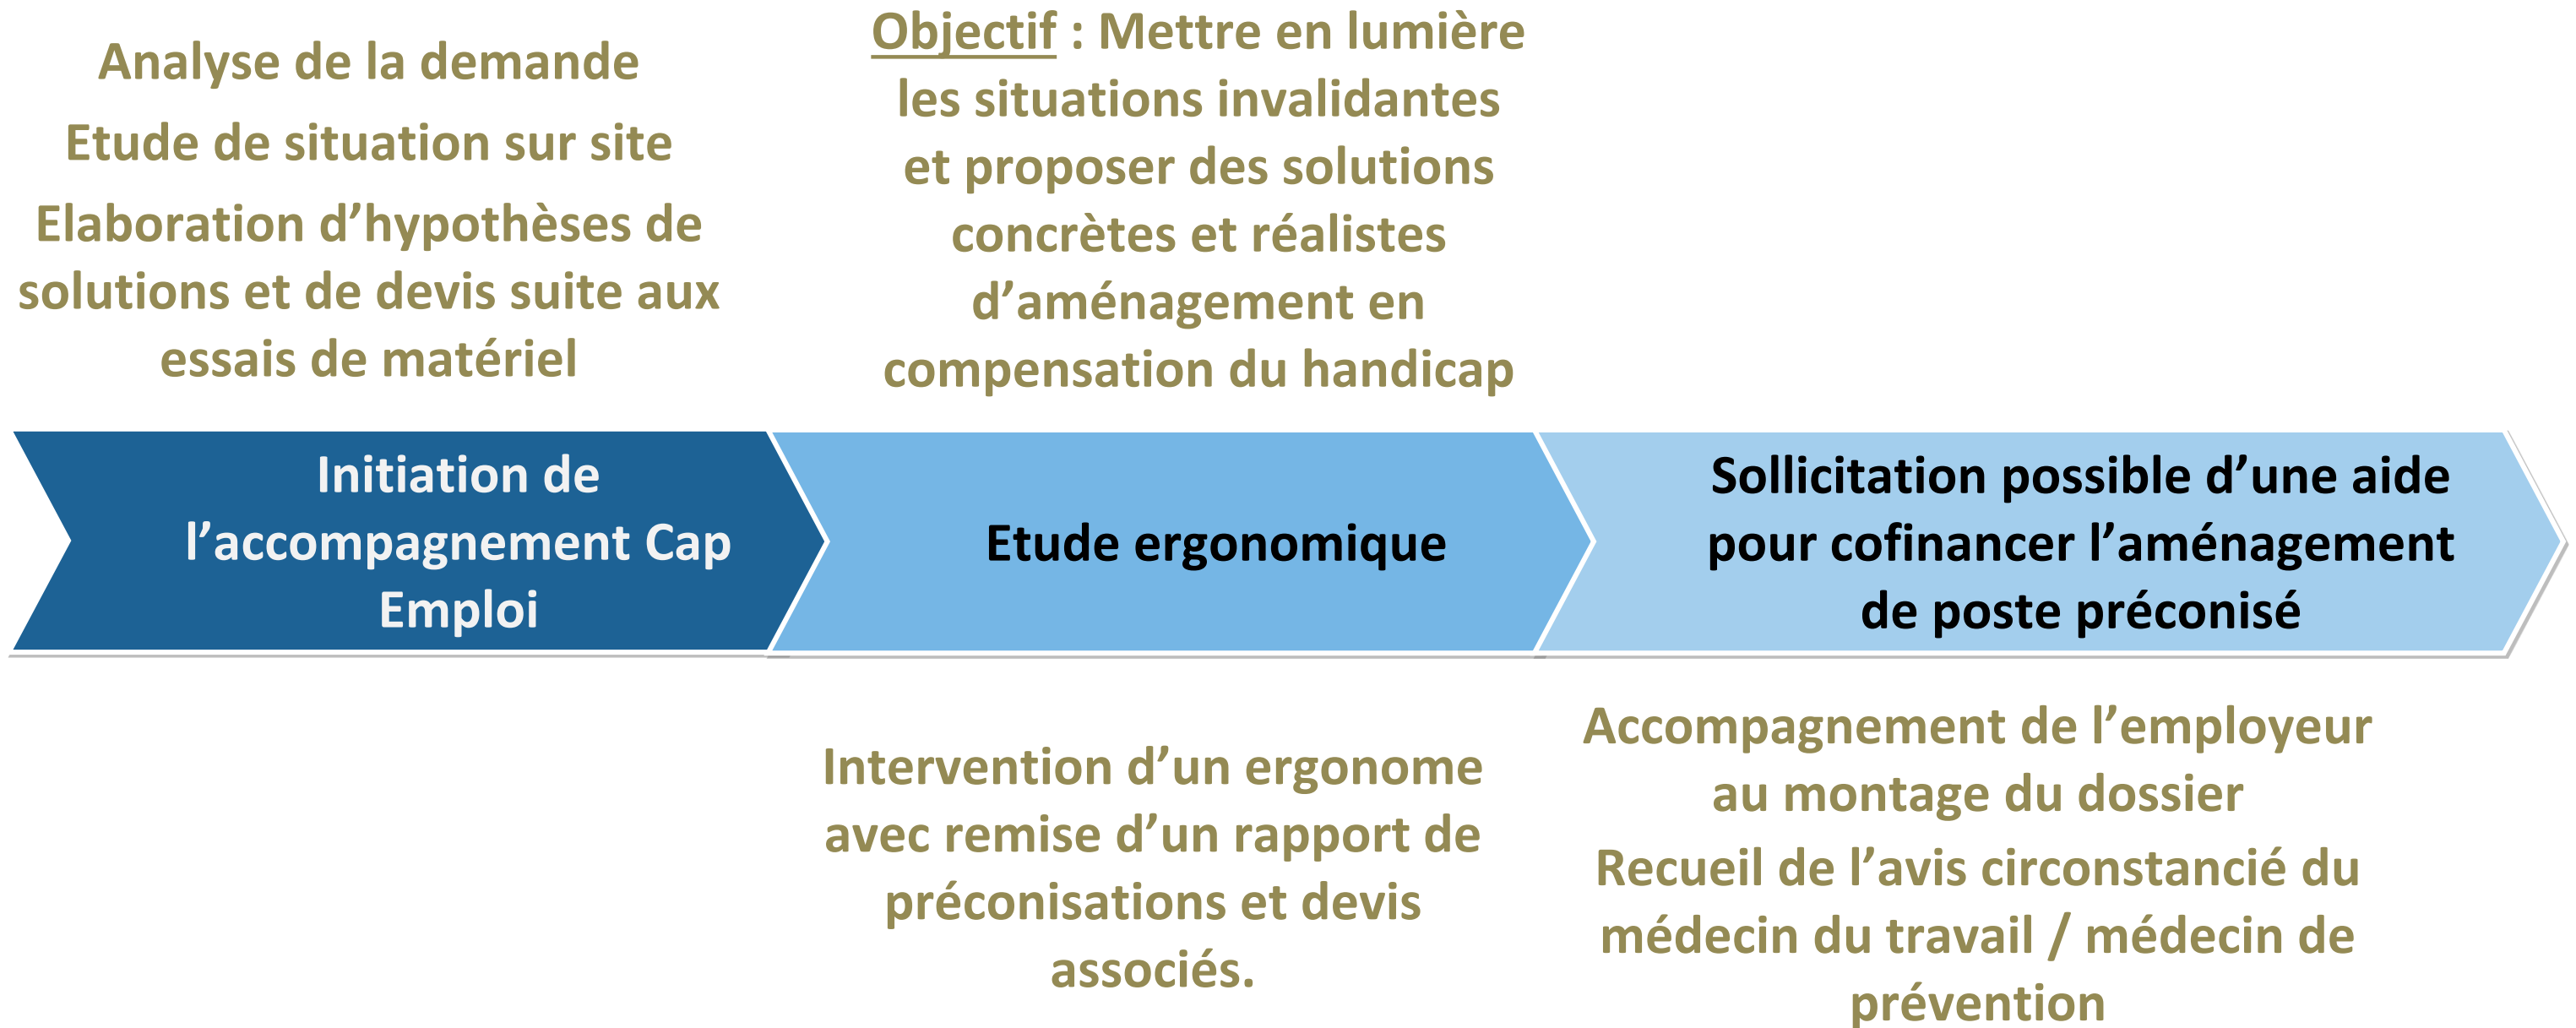 Analyse de la demande
Etude de situation sur site
Elaboration d’hypothèses de
solutions et de devis suite aux
essais de matériel
Objectif : Mettre en lumière
les situations invalidantes
et proposer des solutions
concrètes et réalistes
d’aménagement en
compensation du handicap
Initiation de
l’accompagnement Cap
Emploi
Etude ergonomique
Sollicitation possible d’une aide
pour cofinancer l’aménagement
de poste préconisé
Intervention d’un ergonome
avec remise d’un rapport de
préconisations et devis
associés.
Accompagnement de l’employeur
au montage du dossier
Recueil de l’avis circonstancié du
médecin du travail / médecin de
prévention